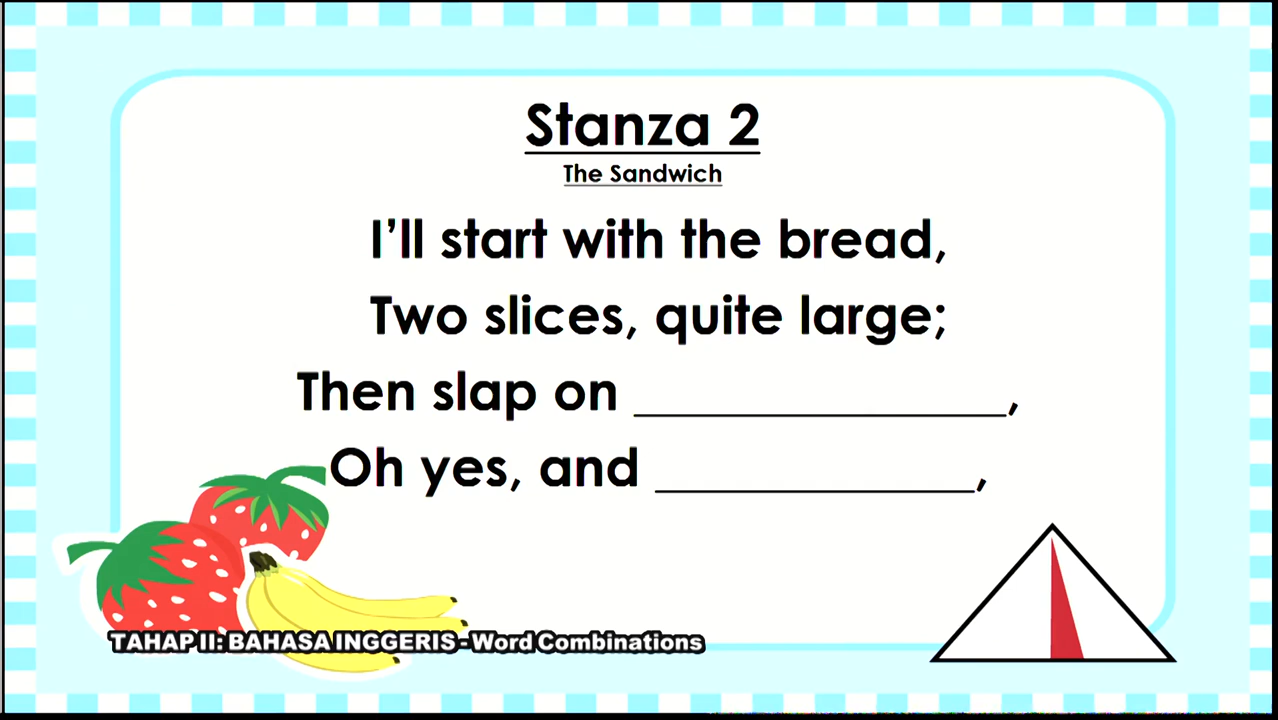 Stanza 2
The Sandwich
I'll start with the bread,
Two slices, quite large;
Then slap on ______________,
Oh yes, and ____________,
TAHAP II: BAHASA INGGERIS - Word Combinations